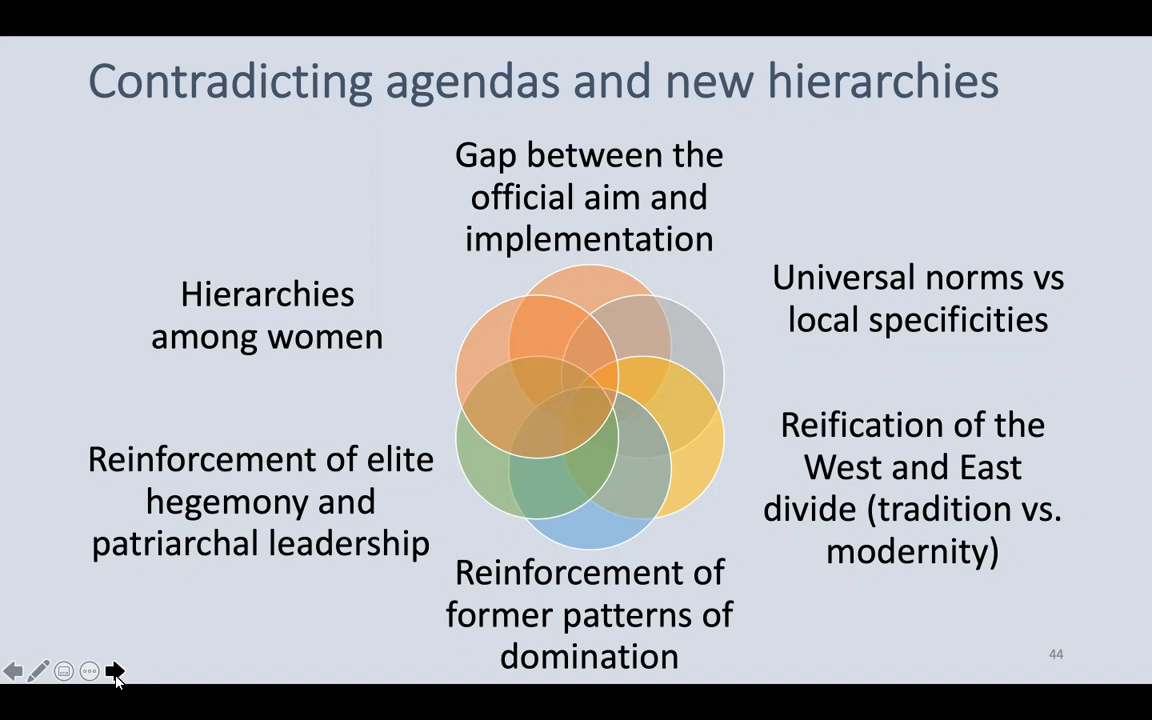 Contradicting agendas and new hierarchies
Gap between the
official aim and
implementation
Universal norms vs
local specificities
Reification of the
West and East
divide (tradition vs.
modernity)
Reinforcement of
former patterns of
domination
Reinforcement of elite
hegemony and
patriarchal leadership
Hierarchies
among women
44